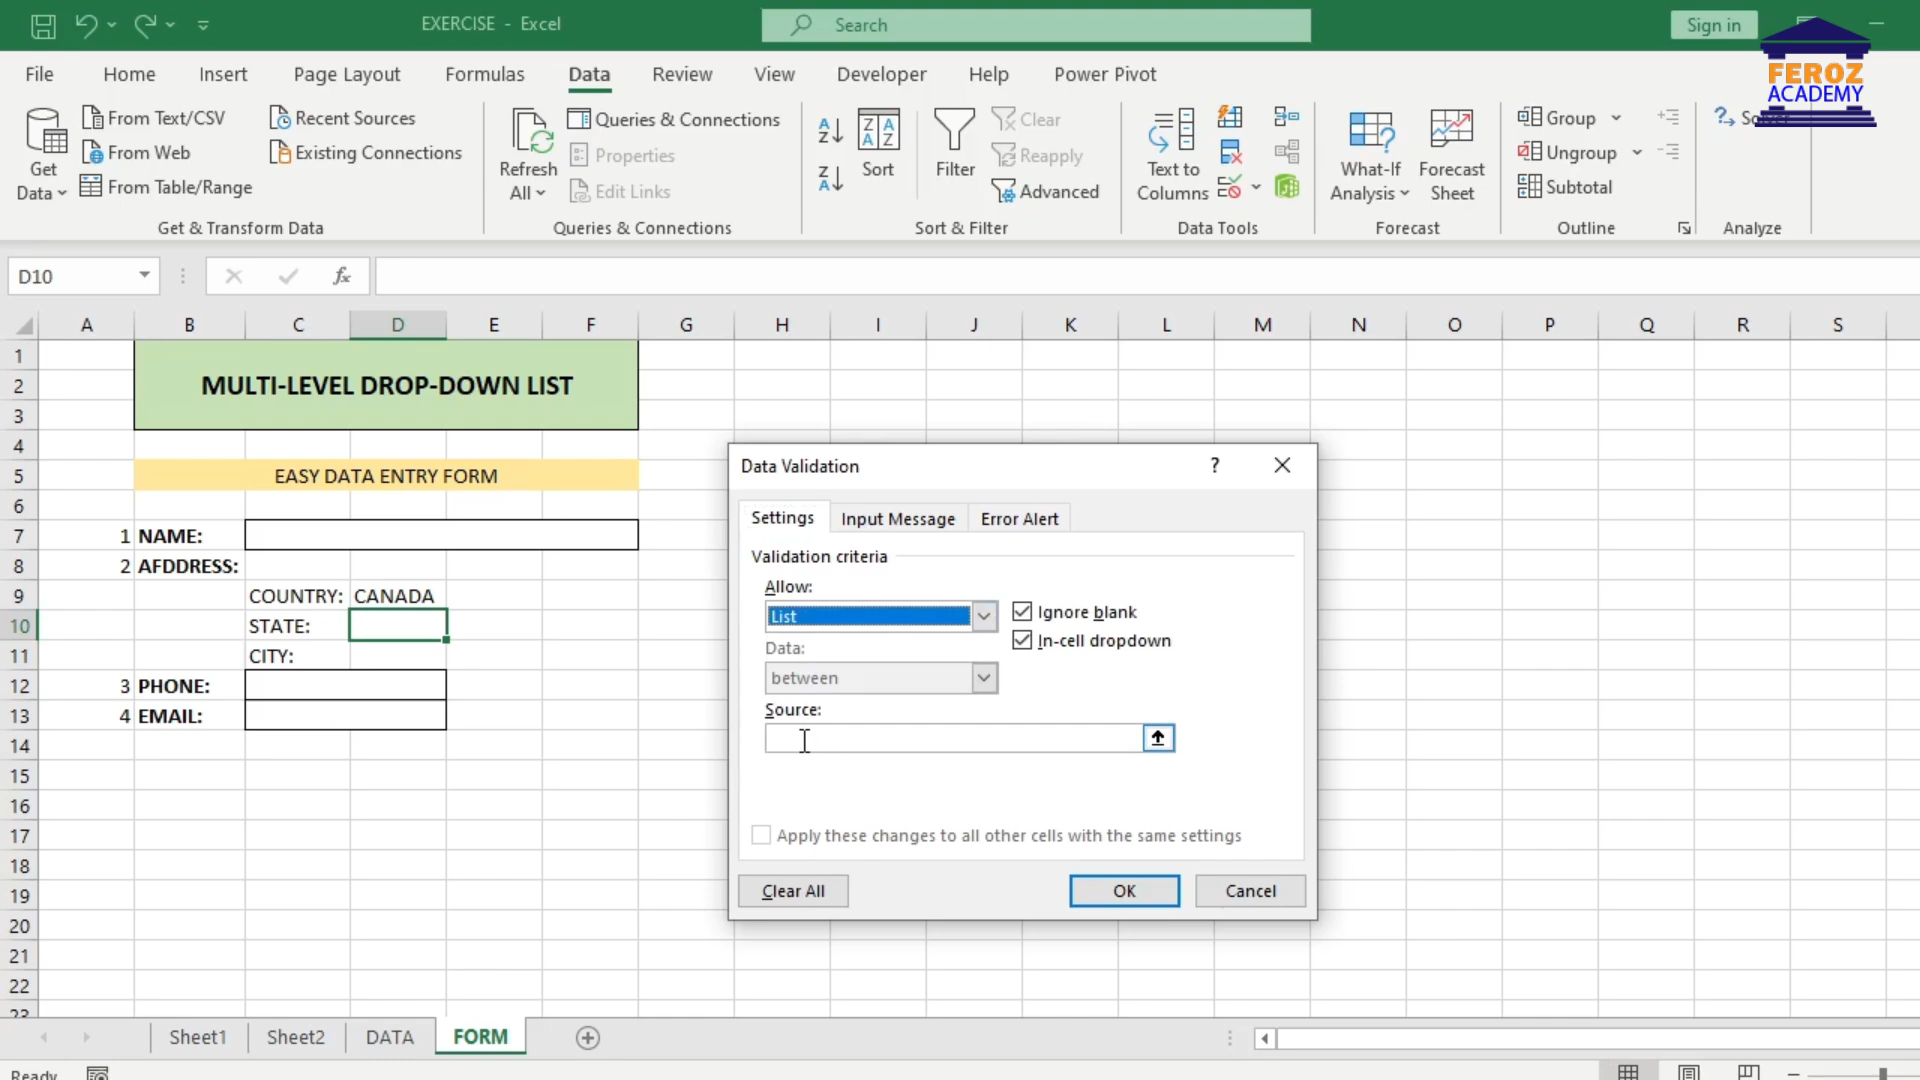 EXERCISE - Excel
Search
Sign in
FEROZ
ACADEMY
File Home Insert Page Layout Formulas Data Review View Developer Help Power Pivot
Get Data
From Text/CSV
From Web
From Table/Range
Recent Sources
Existing Connections
Get & Transform Data
Refresh All
Queries & Connections
Properties
Edit Links
Queries & Connections
Sort
Filter
Clear
Reapply
Advanced
Sort & Filter
Text to Columns
Data Tools
What-If Analysis
Forecast Sheet
Forecast
Group
Ungroup
Subtotal
Outline
Analyze
D10
fx
A B C D E F G H I J K L M N O P Q R S
1
2 MULTI-LEVEL DROP-DOWN LIST
3
4
5 EASY DATA ENTRY FORM
6
7 1 NAME:
8 2 AFDDRESS:
9 COUNTRY: CANADA
10 STATE:
11 CITY:
12 3 PHONE:
13 4 EMAIL:
14
15
16
17
18
19
20
21
22
23
Data Validation ?
Settings Input Message Error Alert
Validation criteria
Allow:
List
Ignore blank
In-cell dropdown
Data:
between
Source:
Apply these changes to all other cells with the same settings
Clear All OK Cancel
Sheet1 Sheet2 DATA FORM
Ready